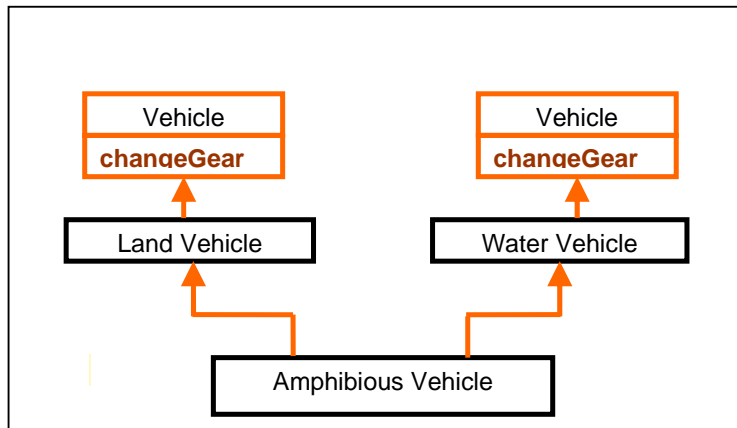 Vehicle
changeGear
Vehicle
changeGear
Land Vehicle
Water Vehicle
Amphibious Vehicle